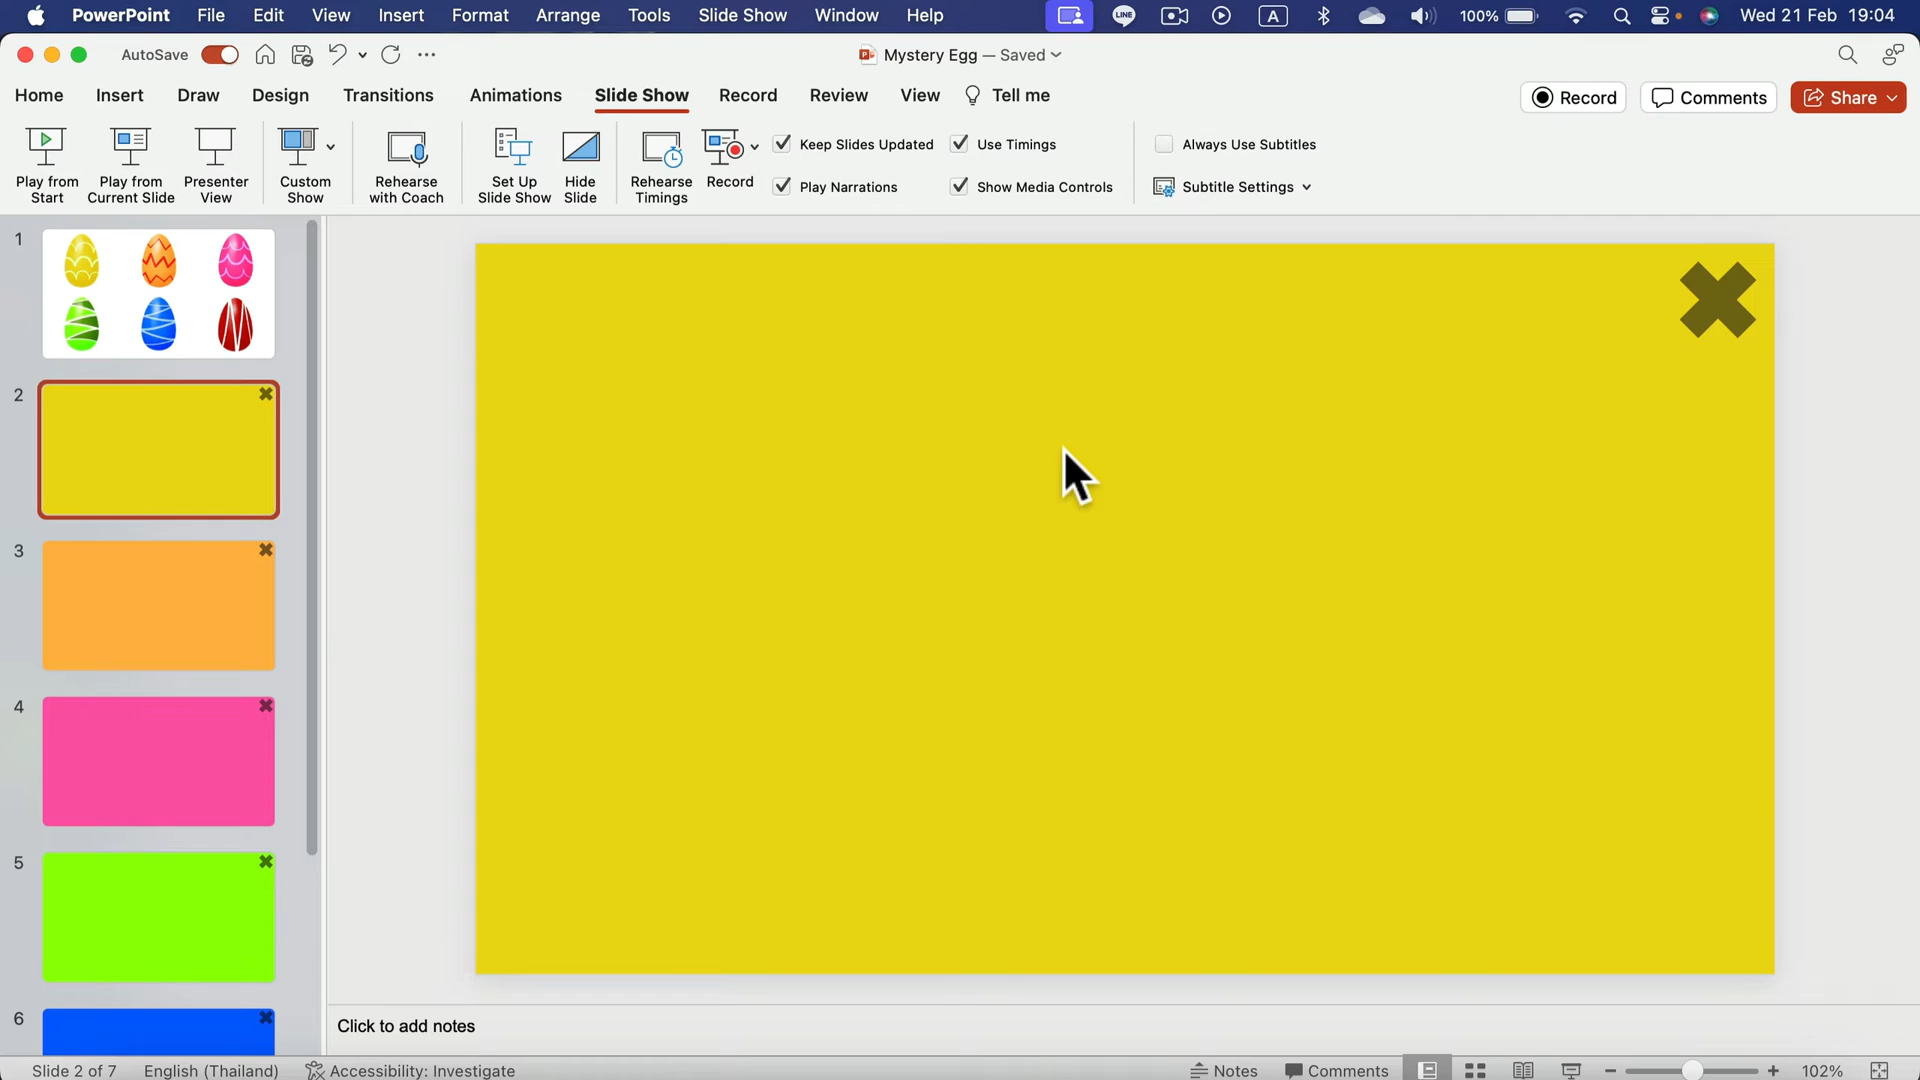 PowerPoint File Edit View Insert Format Arrange Tools Slide Show Window Help LINE A 100% Wed 21 Feb 19:04
AutoSave Mystery Egg — Saved
Home Insert Draw Design Transitions Animations Slide Show Record Review View Tell me Record Comments Share
Keep Slides Updated Use Timings Always Use Subtitles
Play from Start
Play from Current Slide
Presenter View
Custom Show
Rehearse with Coach
Set Up Slide Show
Hide Slide
Rehearse Timings
Record
Play Narrations Show Media Controls Subtitle Settings
1
2
3
4
5
6
Click to add notes
Slide 2 of 7 English (Thailand) Accessibility: Investigate Notes Comments 102%